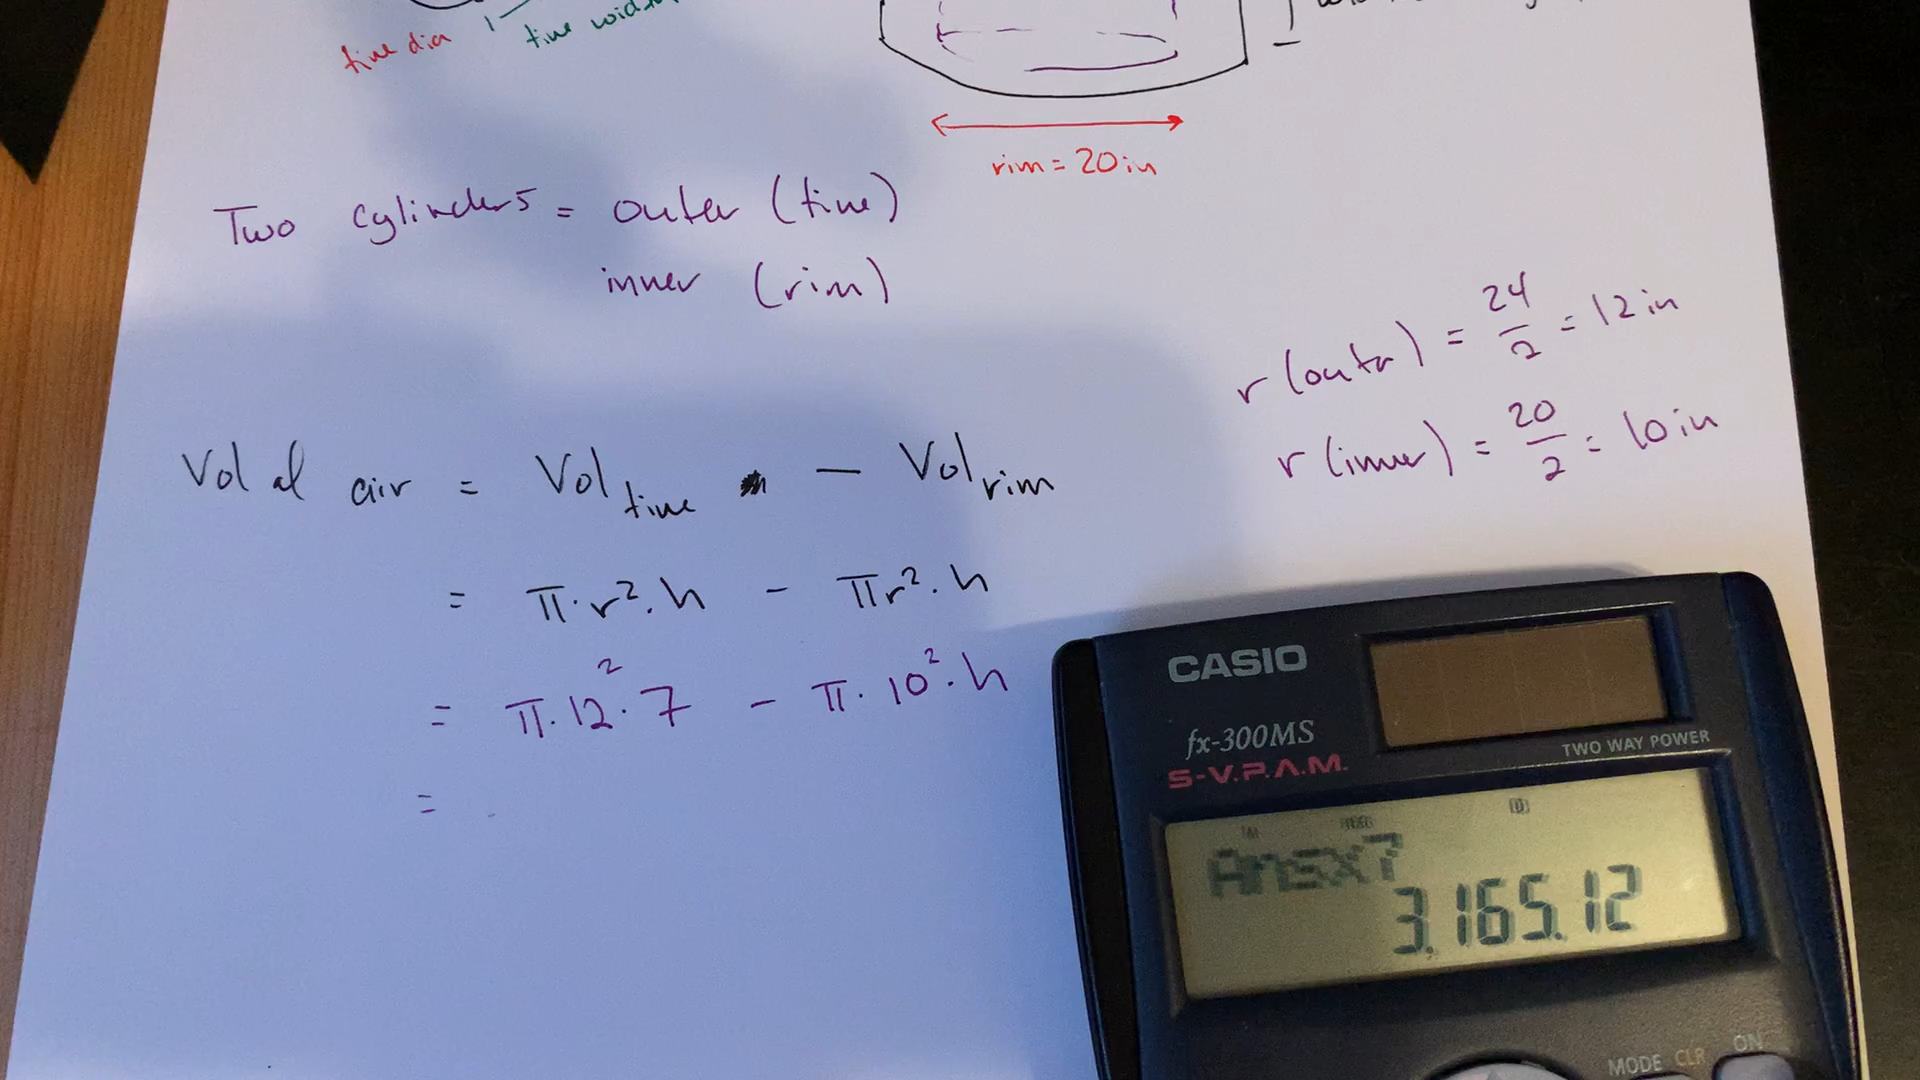 tire dia
tire width
rim = 20in
Two cylinders = outer (tire)
inner (rim)
r (outer) = 24/2 = 12 in
r (inner) = 20/2 = 10 in
Vol of air = Vol tire - Vol rim
= π·r²·h - πr²·h
= π·12²·7 - π·10²·h
=
CASIO
fx-300MS
S-V.P.A.M.
TWO WAY POWER
Ans×7
3,165.12
MODE CLR ON